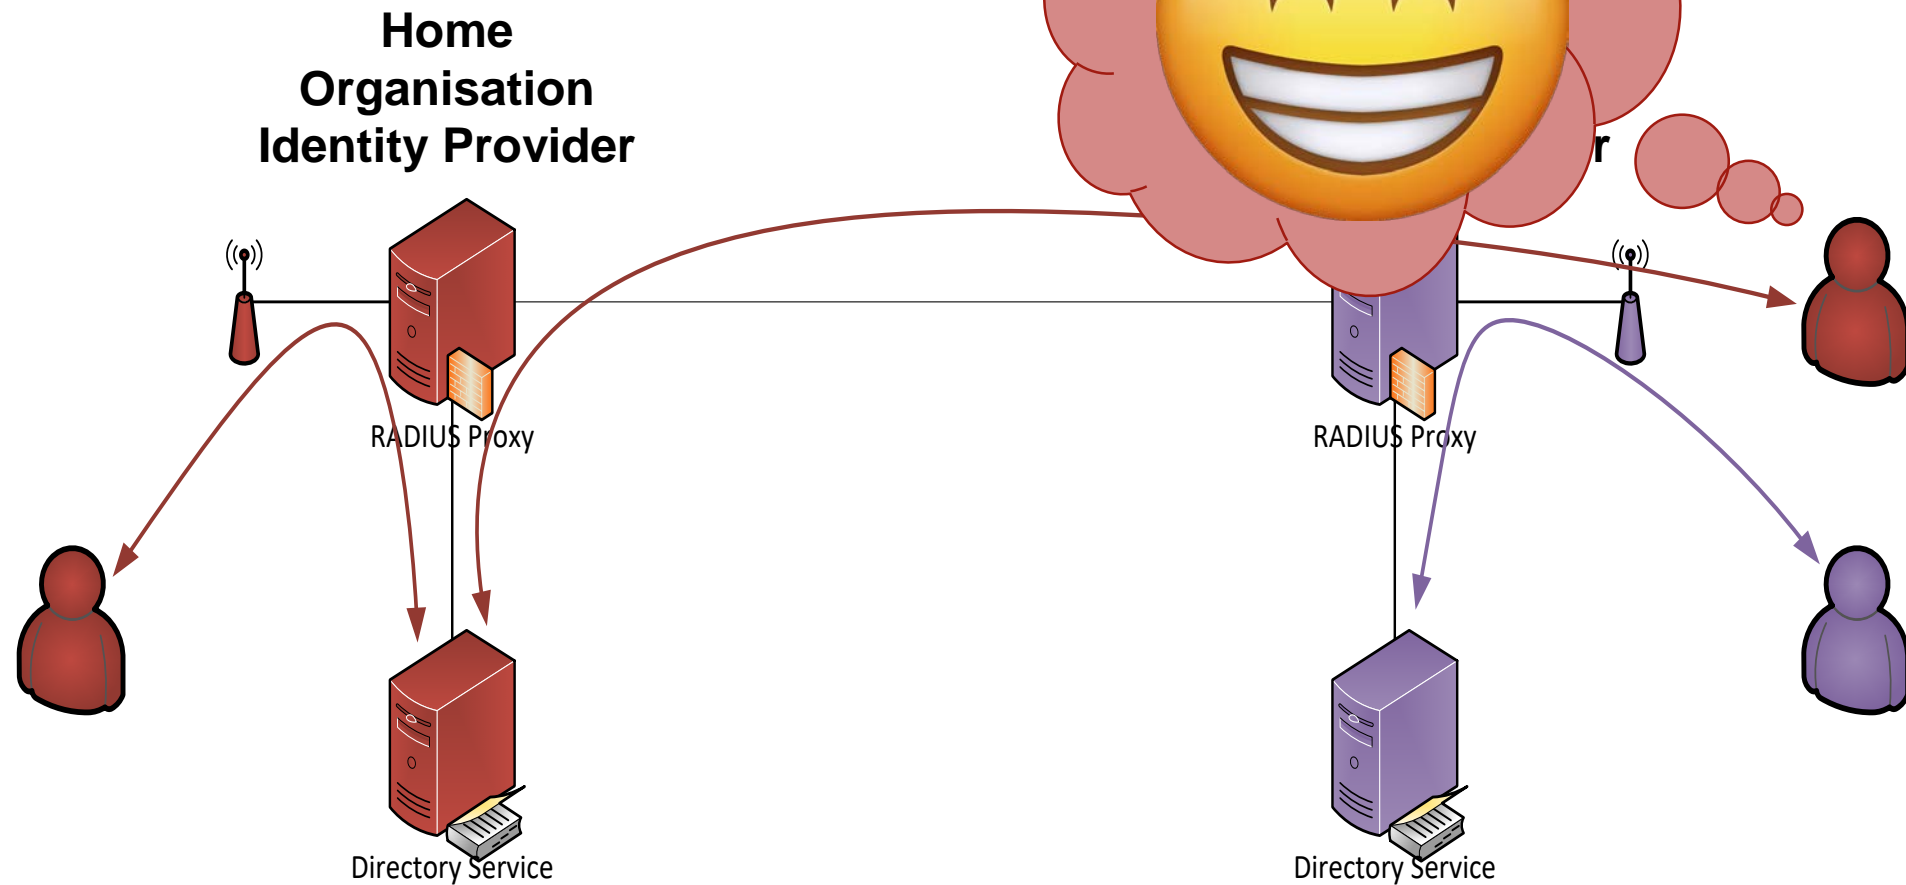 Home
Organisation
Identity Provider
r
RADIUS Proxy
RADIUS Proxy
Directory Service
Directory Service